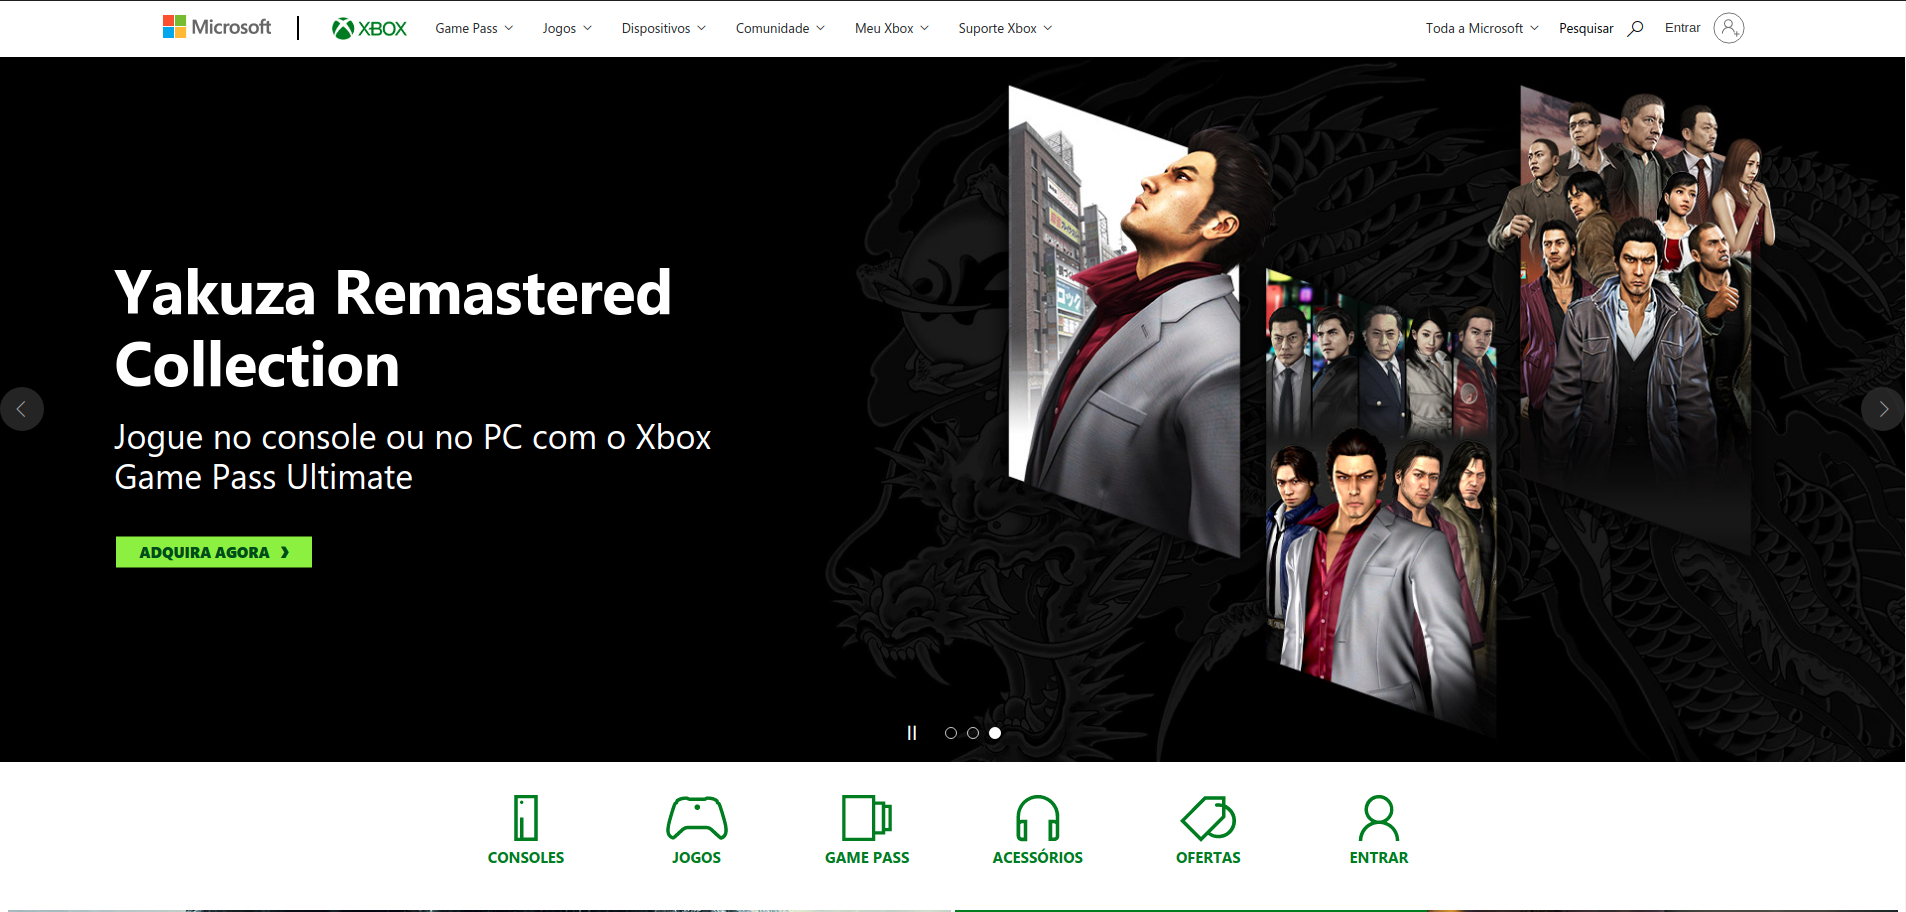 Microsoft
XBOX
Game Pass
Jogos
Dispositivos
Comunidade
Meu Xbox
Suporte Xbox
Toda a Microsoft
Pesquisar
Entrar
Yakuza Remastered
Collection
Jogue no console ou no PC com o Xbox
Game Pass Ultimate
ADQUIRA AGORA
CONSOLES
JOGOS
GAME PASS
ACESSÓRIOS
OFERTAS
ENTRAR